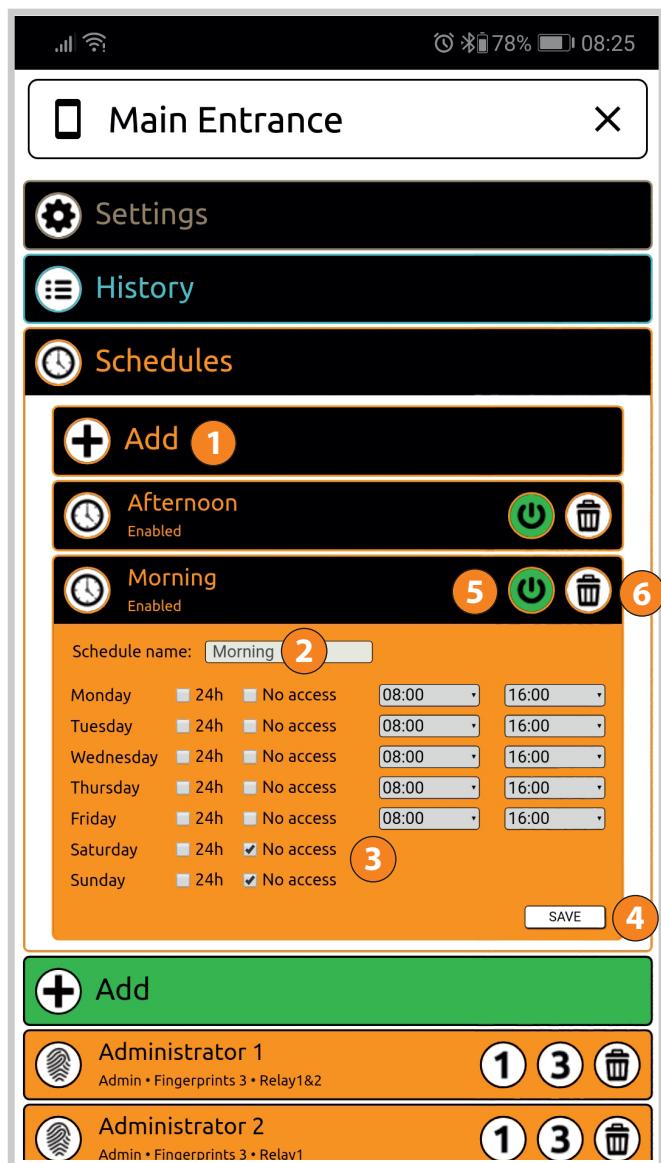 78% 08:25
Main Entrance
Settings
History
Schedules
Add 1
Afternoon
Enabled
Morning
Enabled
5 6
Schedule name: Morning 2
Monday 24h No access 08:00 16:00
Tuesday 24h No access 08:00 16:00
Wednesday 24h No access 08:00 16:00
Thursday 24h No access 08:00 16:00
Friday 24h No access 08:00 16:00
Saturday 24h No access
3
Sunday 24h No access
SAVE 4
Add
Administrator 1 1 3
Admin • Fingerprints 3 • Relay1&2
Administrator 2 1 3
Admin • Fingerprints 3 • Relay1